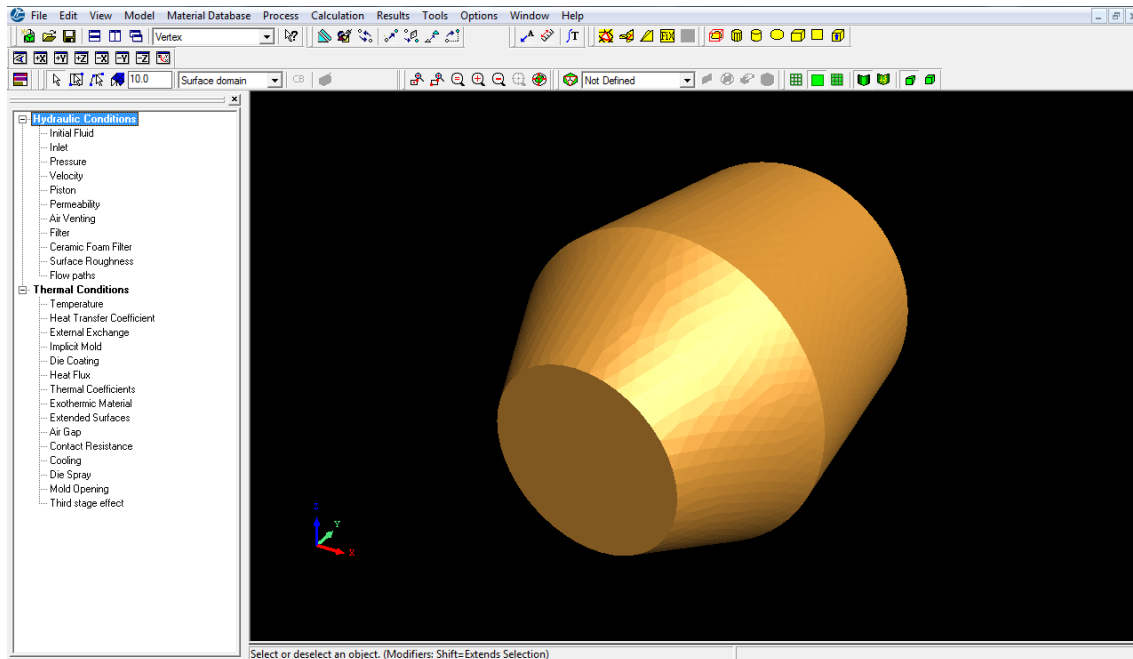 File Edit View Model Material Database Process Calculation Results Tools Options Window Help
Vertex
FIX
+X +Y +Z -X -Y -Z
10.0 Surface domain CB Not Defined
Hydraulic Conditions
Initial Fluid
Inlet
Pressure
Velocity
Piston
Permeability
Air Venting
Filter
Ceramic Foam Filter
Surface Roughness
Flow paths
Thermal Conditions
Temperature
Heat Transfer Coefficient
External Exchange
Implicit Mold
Die Coating
Heat Flux
Thermal Coefficients
Exothermic Material
Extended Surfaces
Air Gap
Contact Resistance
Cooling
Die Spray
Mold Opening
Third stage effect
Z
Y
X
Select or deselect an object. (Modifiers: Shift=Extends Selection)